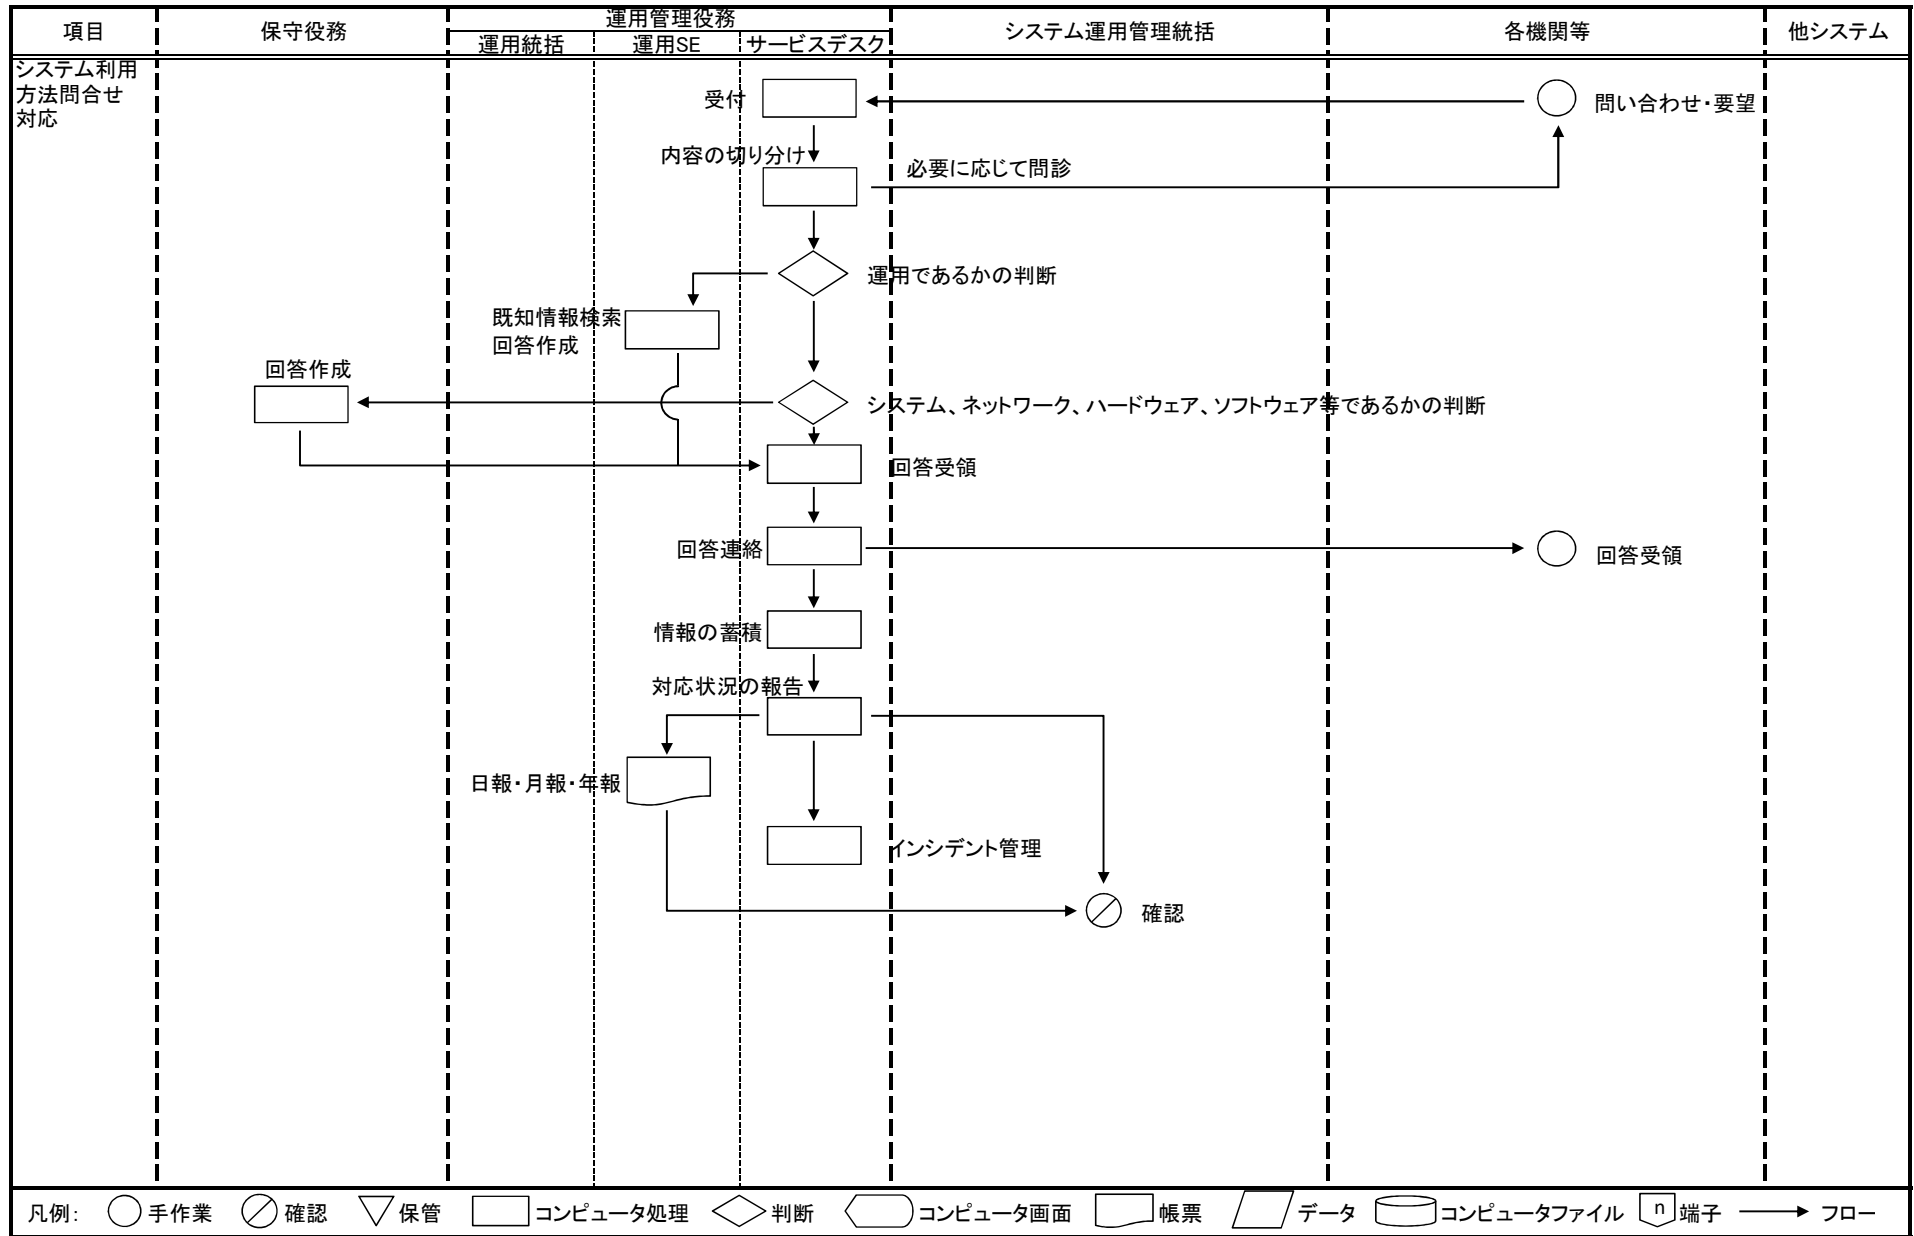 項目
保守役務
運用管理役務
運用統括
運用SE
サービスデスク
システム運用管理統括
各機関等
他システム
システム利用
方法問合せ
対応
受付
問い合わせ・要望
内容の切り分け
必要に応じて問診
運用であるかの判断
既知情報検索
回答作成
回答作成
システム、ネットワーク、ハードウェア、ソフトウェア等であるかの判断
回答受領
回答連絡
回答受領
情報の蓄積
対応状況の報告
日報・月報・年報
インシデント管理
確認
凡例:
手作業
確認
保管
コンピュータ処理
判断
コンピュータ画面
帳票
データ
コンピュータファイル
n
端子
フロー